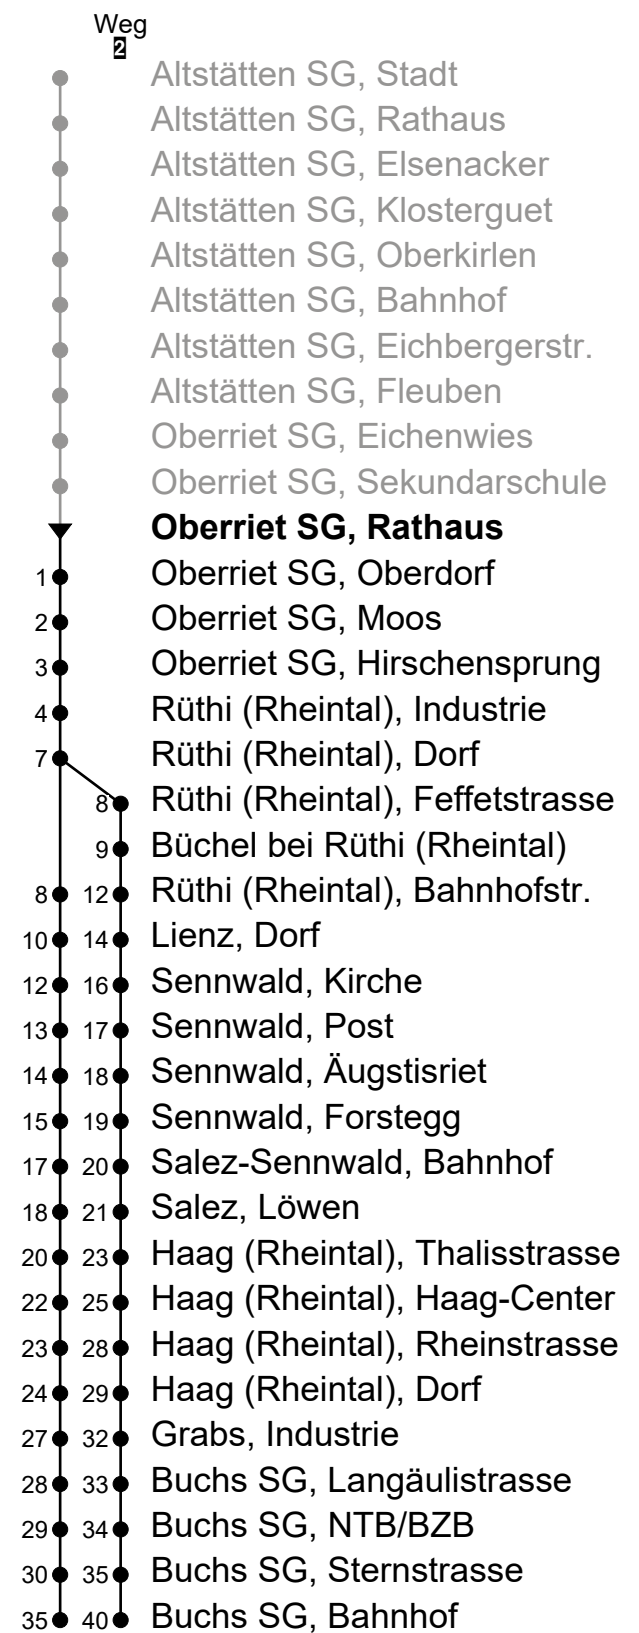 Weg
2
Altstätten SG, Stadt
Altstätten SG, Rathaus
Altstätten SG, Elsenacker
Altstätten SG, Klosterguet
Altstätten SG, Oberkirlen
Altstätten SG, Bahnhof
Altstätten SG, Eichbergerstr.
Altstätten SG, Fleuben
Oberriet SG, Eichenwies
Oberriet SG, Sekundarschule
Oberriet SG, Rathaus
1 Oberriet SG, Oberdorf
2 Oberriet SG, Moos
3 Oberriet SG, Hirschensprung
4 Rüthi (Rheintal), Industrie
7 Rüthi (Rheintal), Dorf
8 Rüthi (Rheintal), Feffetstrasse
9 Büchel bei Rüthi (Rheintal)
8 12 Rüthi (Rheintal), Bahnhofstr.
10 14 Lienz, Dorf
12 16 Sennwald, Kirche
13 17 Sennwald, Post
14 18 Sennwald, Äugstisriet
15 19 Sennwald, Forstegg
17 20 Salez-Sennwald, Bahnhof
18 21 Salez, Löwen
20 23 Haag (Rheintal), Thalisstrasse
22 25 Haag (Rheintal), Haag-Center
23 28 Haag (Rheintal), Rheinstrasse
24 29 Haag (Rheintal), Dorf
27 32 Grabs, Industrie
28 33 Buchs SG, Langäulistrasse
29 34 Buchs SG, NTB/BZB
30 35 Buchs SG, Sternstrasse
35 40 Buchs SG, Bahnhof